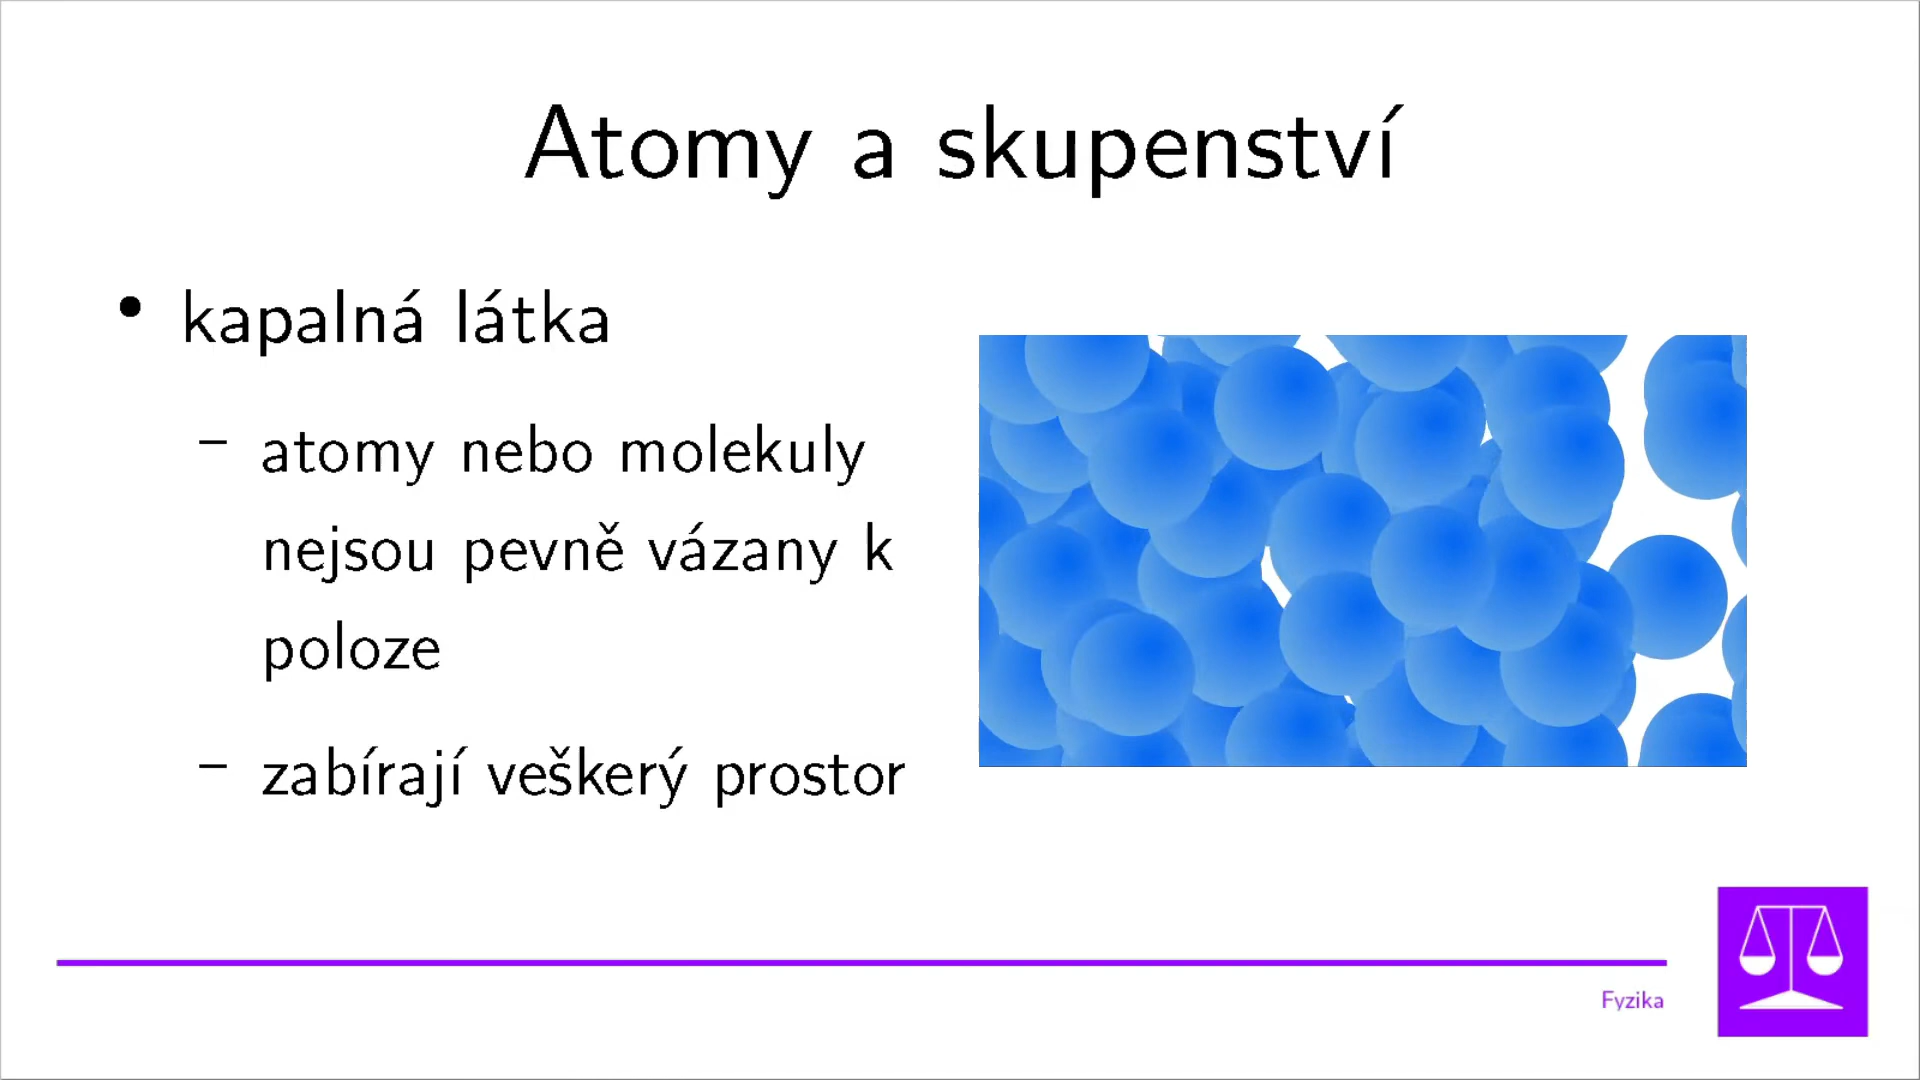 Atomy a skupenství
• kapalná látka
– atomy nebo molekuly
nejsou pevně vázany k
poloze
– zabírají veškerý prostor
Fyzika